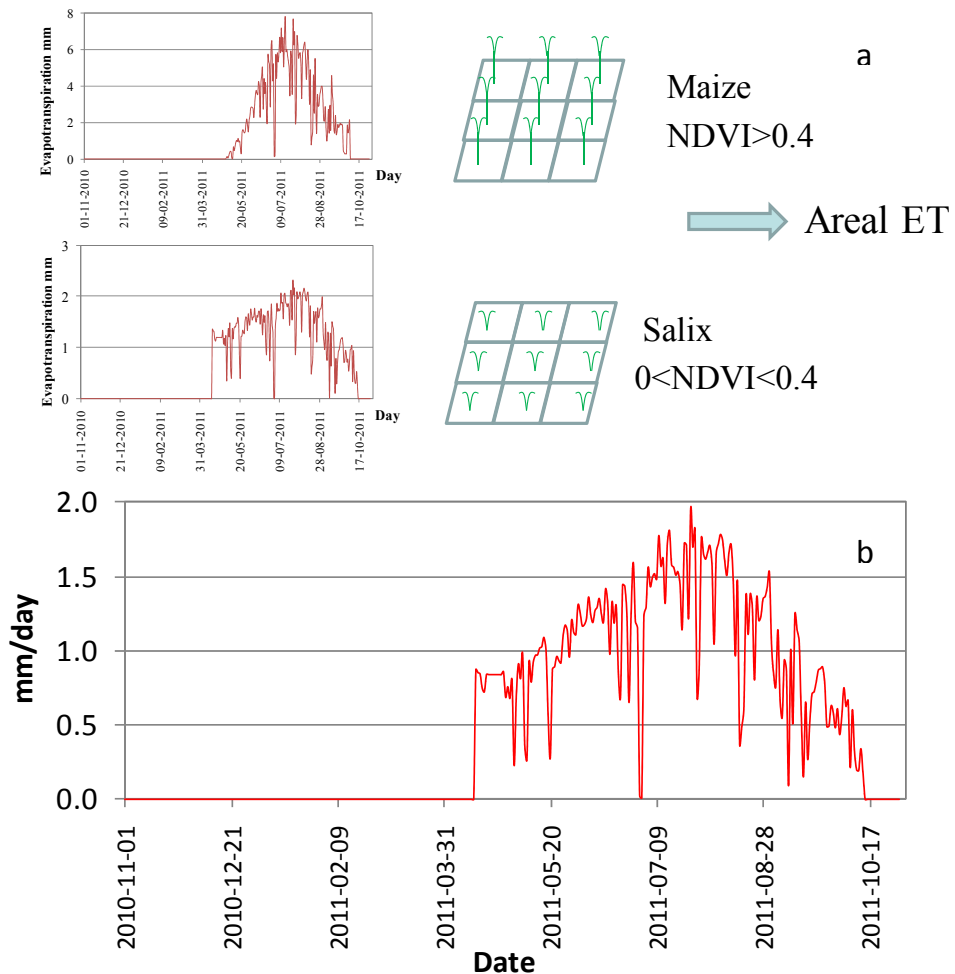 Evapotranspiration mm
8
6
4
2
0
01-11-2010
21-12-2010
09-02-2011
31-03-2011
20-05-2011
09-07-2011
28-08-2011
17-10-2011
Day
a
Maize
NDVI>0.4
Areal ET
Evapotranspiration mm
3
2
1
0
01-11-2010
21-12-2010
09-02-2011
31-03-2011
20-05-2011
09-07-2011
28-08-2011
17-10-2011
Day
Salix
0<NDVI<0.4
b
mm/day
2.0
1.5
1.0
0.5
0.0
2010-11-01
2010-12-21
2011-02-09
2011-03-31
2011-05-20
2011-07-09
2011-08-28
2011-10-17
Date